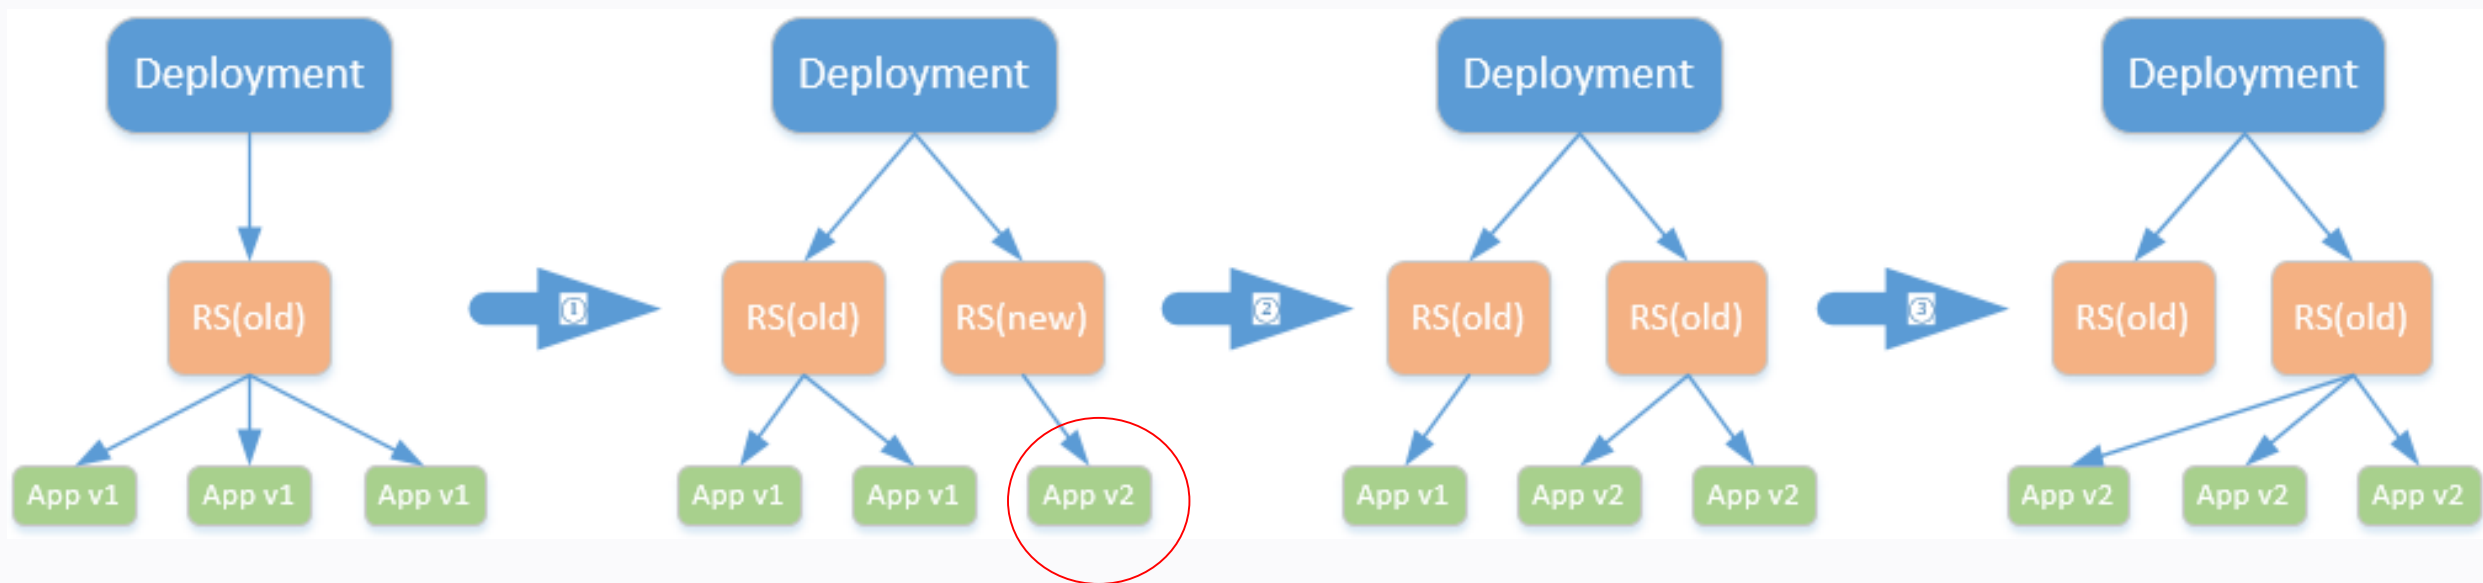 Deployment
Deployment
Deployment
Deployment
RS(old)
①
RS(old)
RS(new)
②
RS(old)
RS(old)
③
RS(old)
RS(old)
App v1
App v1
App v1
App v1
App v1
App v2
App v1
App v2
App v2
App v2
App v2
App v2